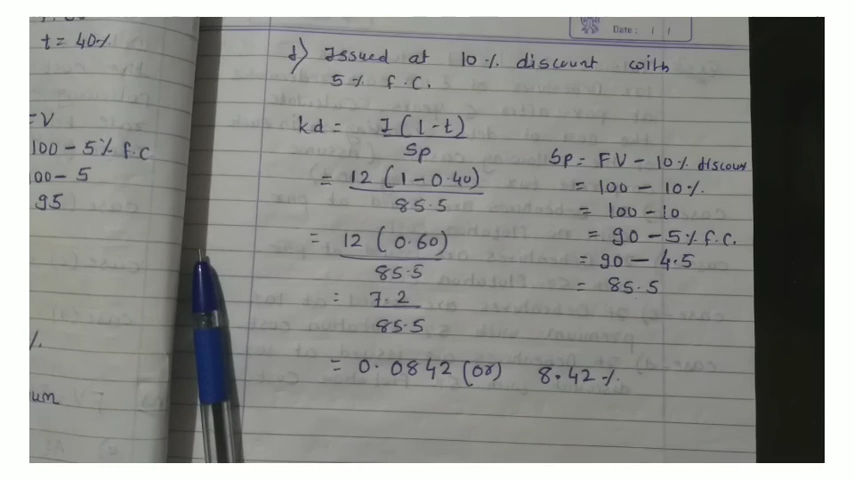 t = 40%
FV
100 - 5% f.c
00 - 5
95
%.
um
Date : / /
d) Issued at 10% discount with
5% f.c.
kd = I(1-t)
Sp
= 12(1-0.40)
85.5
= 12(0.60)
85.5
= 7.2
85.5
= 0.0842 (or) 8.42%
Sp = FV - 10% discoun
= 100 - 10%
= 100 - 10
= 90 - 5% f.c.
= 90 - 4.5
= 85.5